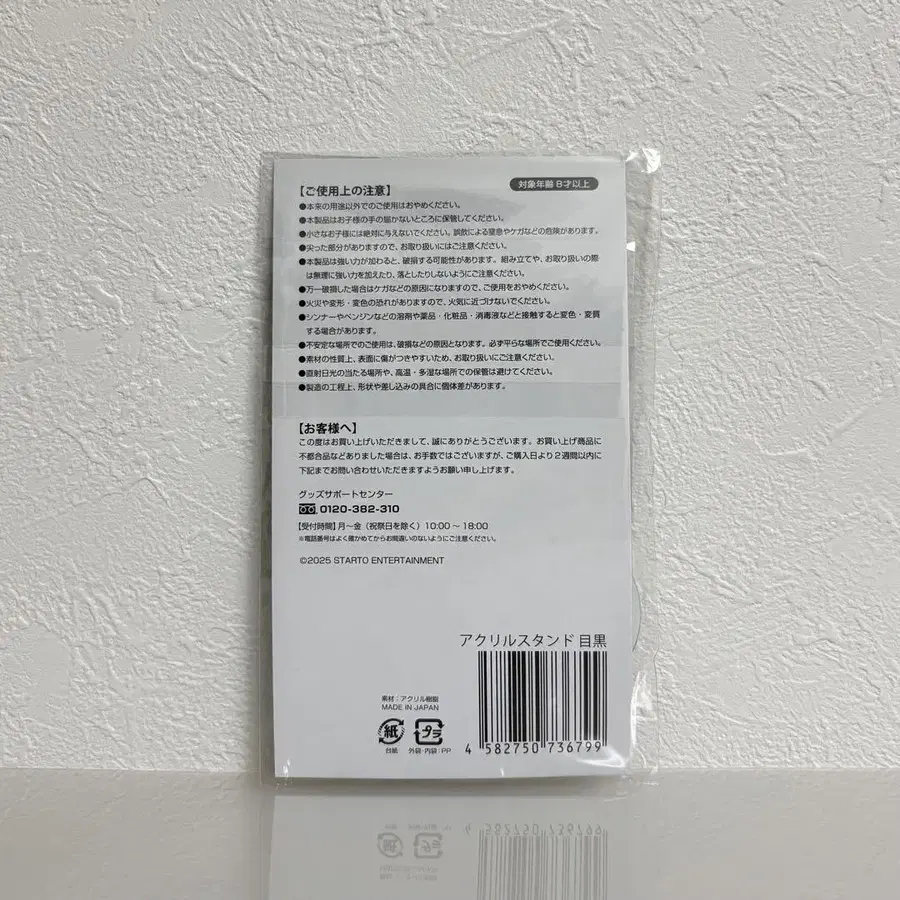 【ご使用上の注意】
対象年齢8才以上
●本来の用途以外でのご使用はおやめください。
●本製品はお子様の手の届かないところに保管してください。
●小さなお子様には絶対に与えないでください。誤飲による窒息やケガなどの危険があります。
●尖った部分がありますので、お取り扱いにはご注意ください。
●本製品は強い力が加わると、破損する可能性があります。組み立てや、お取り扱いの際
は無理に強い力を加えたり、落としたりしないようにご注意ください。
●万一破損した場合はケガなどの原因になりますので、ご使用をおやめください。
●火災や変形・変色の恐れがありますので、火気に近づけないでください。
●シンナーやベンジンなどの溶剤や薬品・化粧品・消毒液などと接触すると変色・変質
する場合があります。
●不安定な場所でのご使用は、破損などの原因となります。必ず平らな場所でご使用ください。
●素材の性質上、表面に傷がつきやすいため、お取り扱いにご注意ください。
●直射日光の当たる場所や、高温・多湿な場所での保管は避けてください。
●製造の工程上、形状や差し込みの具合に個体差があります。
【お客様へ】
この度はお買い上げいただきまして、誠にありがとうございます。お買い上げ商品に
不都合品などありました場合は、お手数ではございますが、ご購入日より2週間以内に
下記までお問い合わせいただきますようお願い申し上げます。
グッズサポートセンター
0120-382-310
【受付時間】月〜金（祝祭日を除く）10:00〜18:00
※電話番号はよく確かめてからお間違いのないようにご注意ください。
©2025 STARTO ENTERTAINMENT
アクリルスタンド 目黒
素材：アクリル樹脂
MADE IN JAPAN
紙
プラ
台紙
外袋・内袋：PP
4 582750 736799